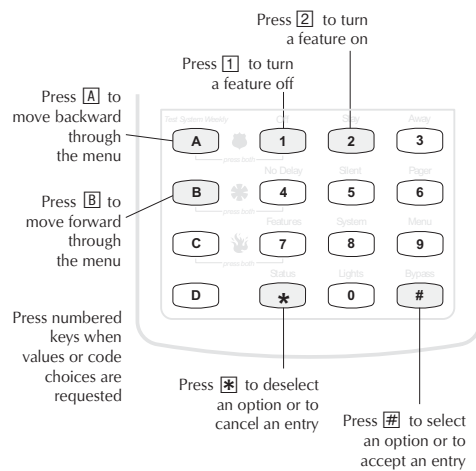 Press 2 to turn
a feature on
Press 1 to turn
a feature off
Press A to
move backward
through
the menu
Test System Weekly Off Stay Away
A 1 2 3
press both
No Delay Silent Pager
Press B to
move forward
through
the menu
B 4 5 6
press both
Features System Menu
C 7 8 9
press both
Status Lights Bypass
D * 0 #
Press numbered
keys when
values or code
choices are
requested
Press * to deselect
an option or to
cancel an entry
Press # to select
an option or to
accept an entry